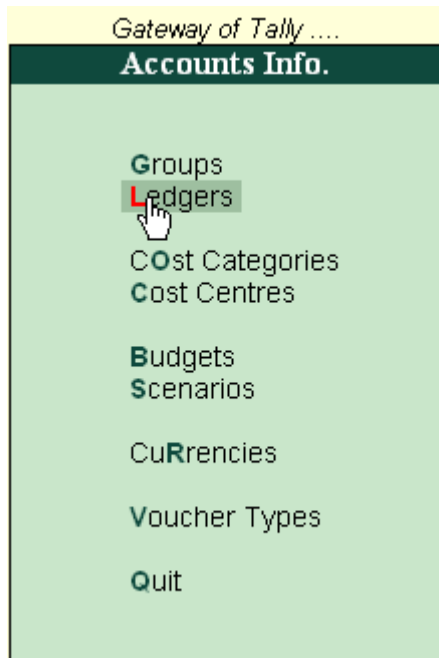 Gateway of Tally ....
Accounts Info.
Groups
Ledgers
COst Categories
Cost Centres
Budgets
Scenarios
CuRrencies
Voucher Types
Quit